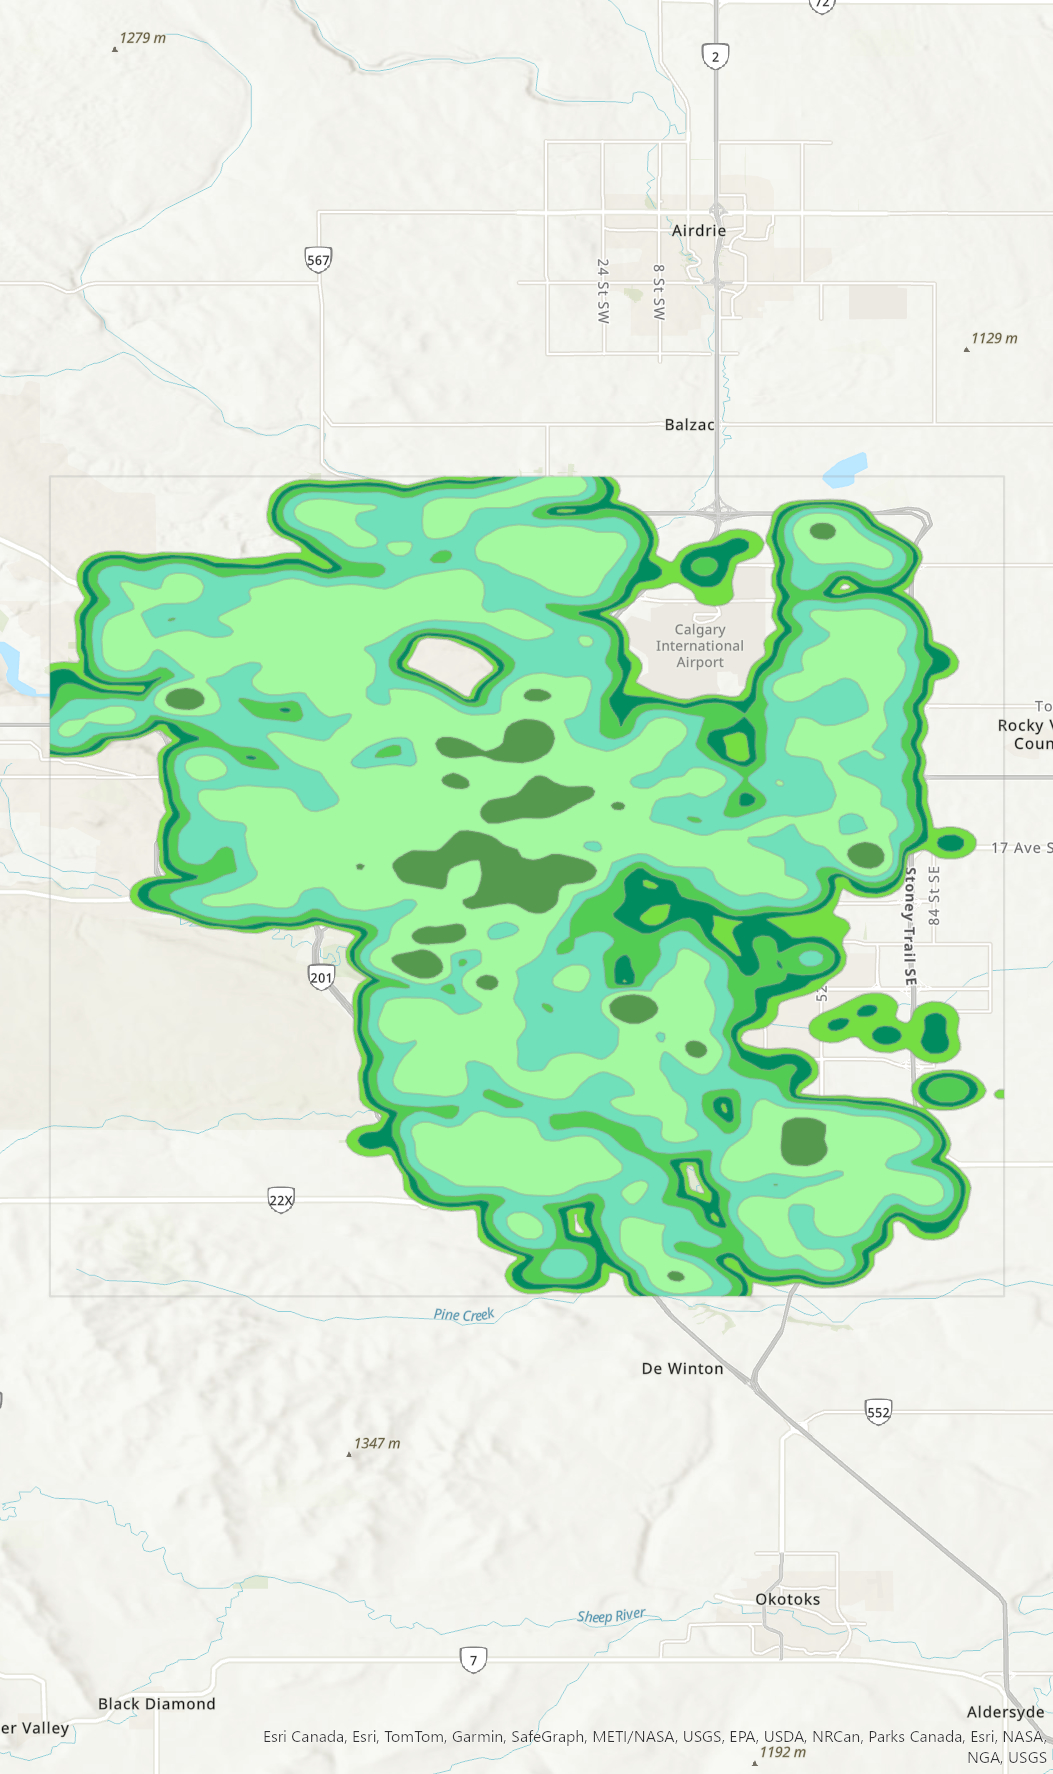 72
1279 m
2
Airdrie
567
24 St SW
8 St SW
1129 m
Balzac
Calgary
International
Airport
To
Rocky V
Coun
17 Ave S
Stoney Trail SE
84 St SE
201
52
22X
Pine Creek
De Winton
552
1347 m
Okotoks
Sheep River
7
Black Diamond
Aldersyde
er Valley
Esri Canada, Esri, TomTom, Garmin, SafeGraph, METI/NASA, USGS, EPA, USDA, NRCan, Parks Canada, Esri, NASA,
NGA, USGS
1192 m